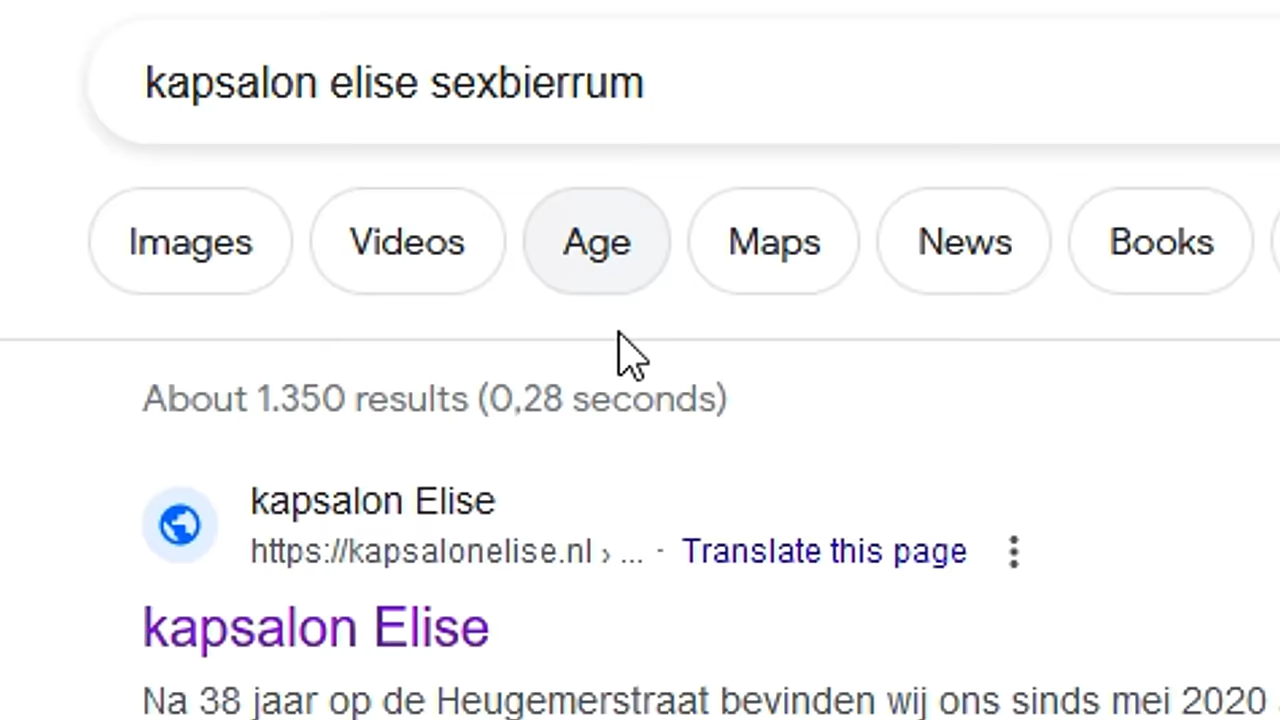 kapsalon elise sexbierrum
Images Videos Age Maps News Books
About 1.350 results (0,28 seconds)
kapsalon Elise
https://kapsalonelise.nl › ... · Translate this page
kapsalon Elise
Na 38 jaar op de Heugemerstraat bevinden wij ons sinds mei 2020